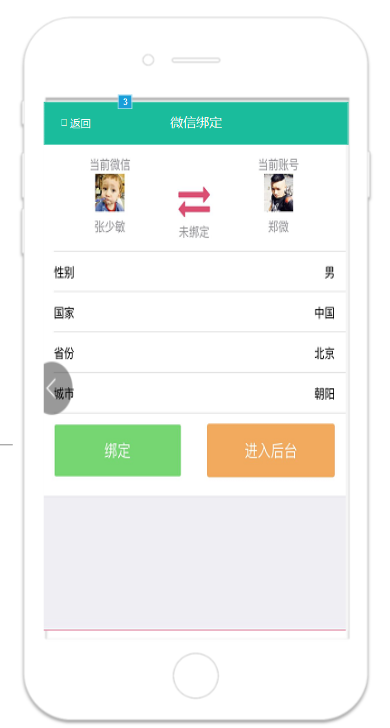 3
返回
微信绑定
当前微信
当前账号
张少敏
未绑定
郑微
性别
男
国家
中国
省份
北京
城市
朝阳
绑定
进入后台